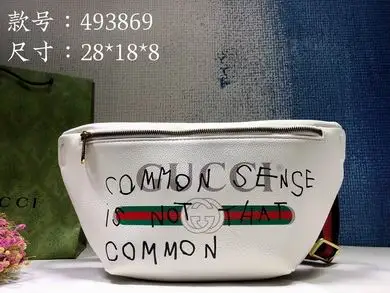 款号：493869
尺寸：28*18*8
GUCCI
COMMON SENSE
IS NOT THAT
COMMON